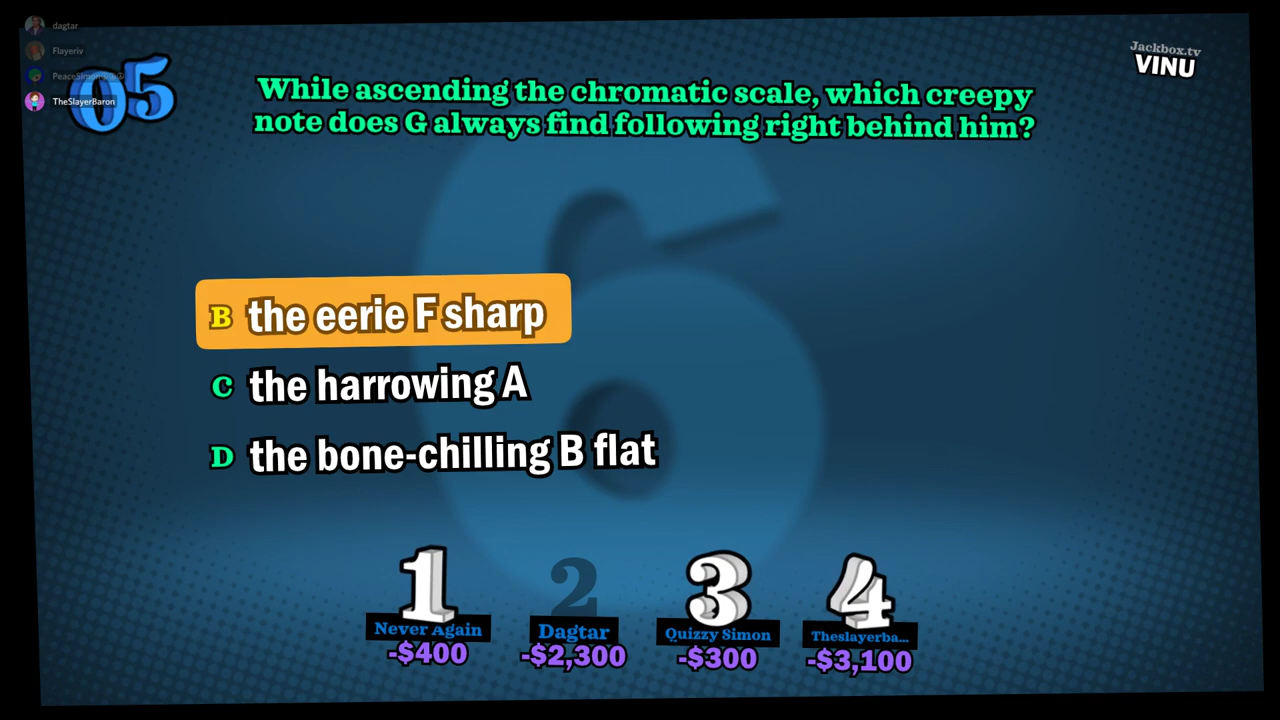 dagtar
Flayeriv
TheSlayerBaron
05
Jackbox.tv
VINU
While ascending the chromatic scale, which creepy
note does G always find following right behind him?
B the eerie F sharp
C the harrowing A
D the bone-chilling B flat
1 2 3 4
Never Again Dagtar Quizzy Simon Theslayerba...
-$400 -$2,300 -$300 -$3,100